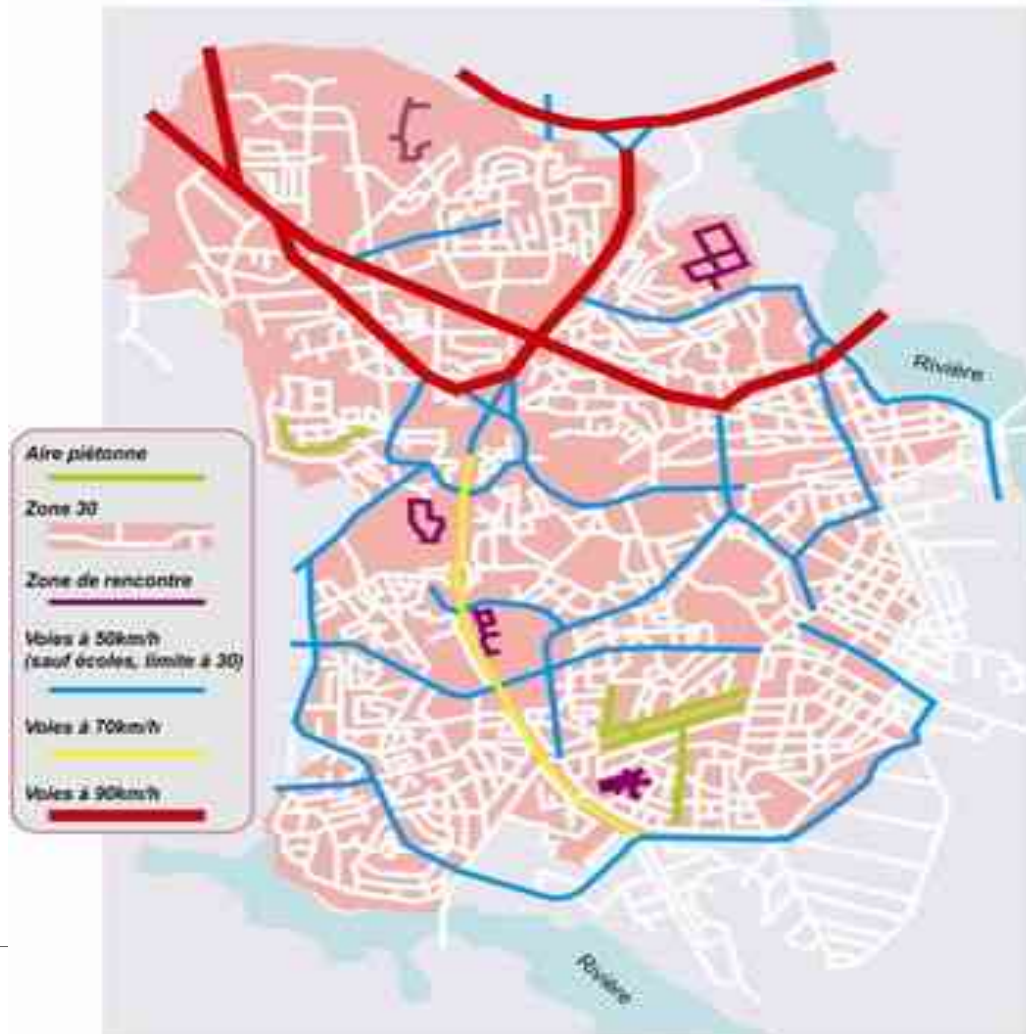 Rivière
Aire piétonne
Zone 30
Zone de rencontre
Voies à 50km/h
(sauf écoles, limite à 30)
Voies à 70km/h
Voies à 90km/h
Rivière